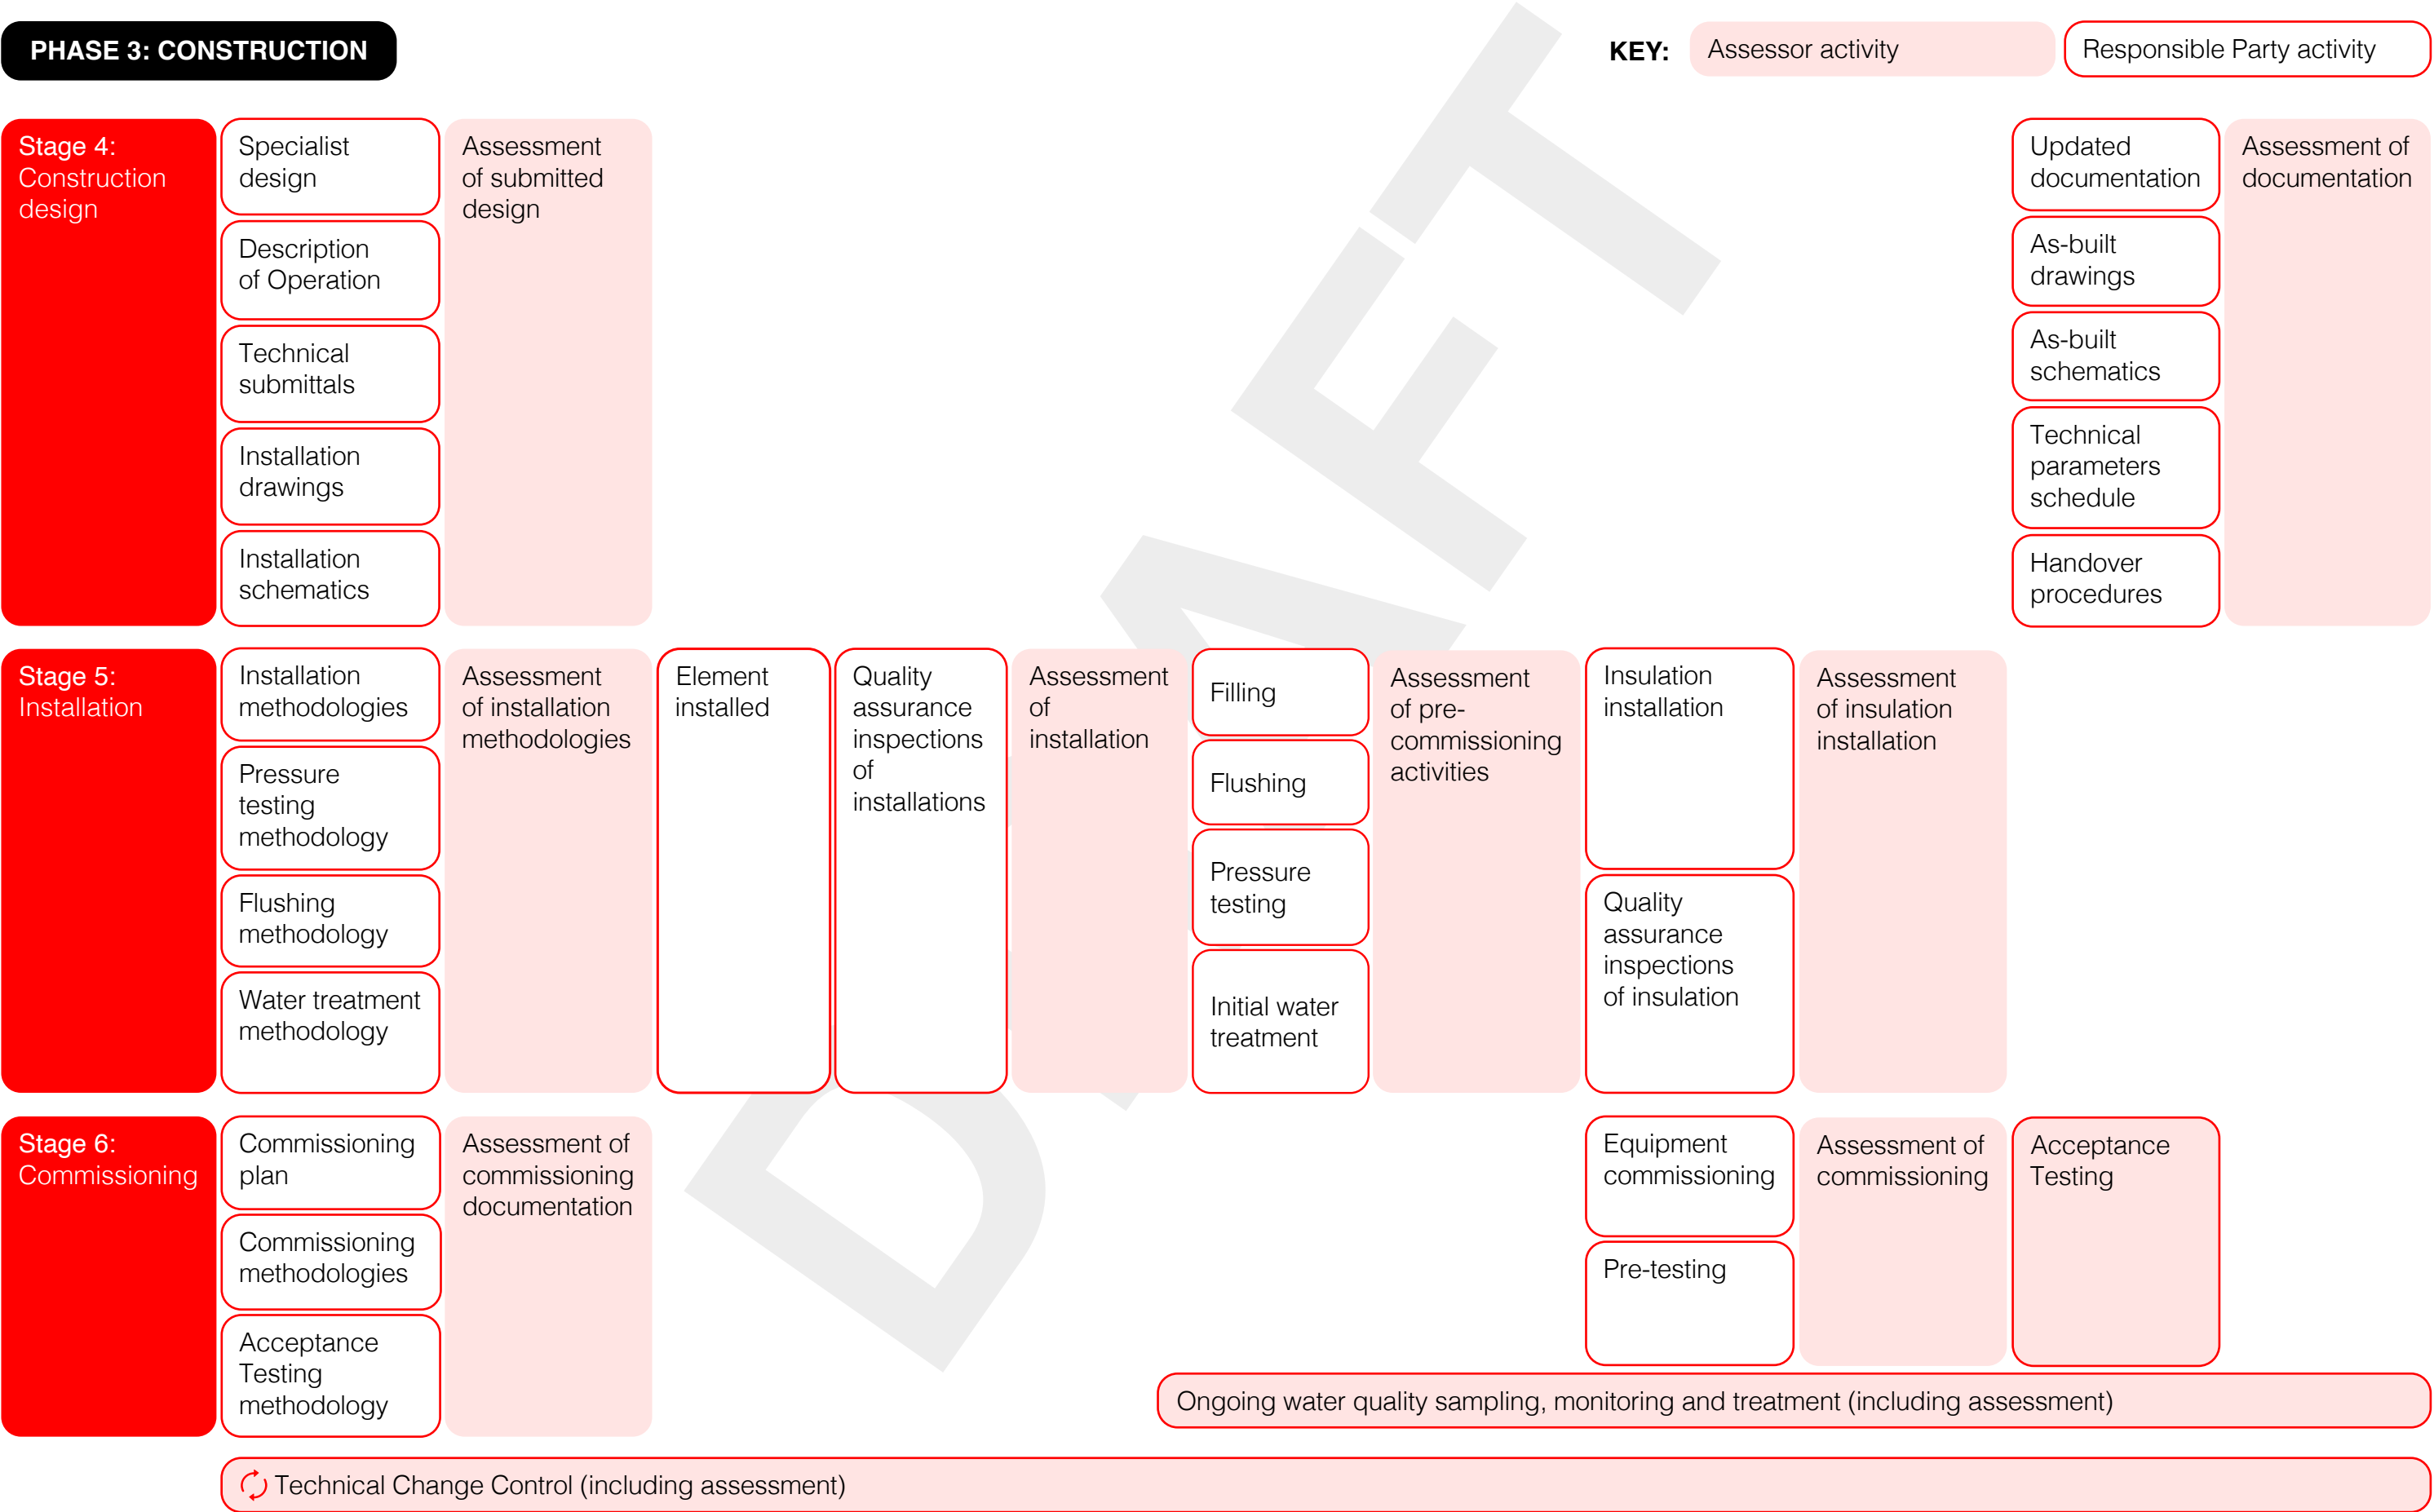 PHASE 3: CONSTRUCTION
KEY:
Assessor activity
Responsible Party activity
Stage 4:
Construction
design
Specialist
design
Description
of Operation
Technical
submittals
Installation
drawings
Installation
schematics
Assessment
of submitted
design
Updated
documentation
As-built
drawings
As-built
schematics
Technical
parameters
schedule
Handover
procedures
Assessment of
documentation
Stage 5:
Installation
Installation
methodologies
Pressure
testing
methodology
Flushing
methodology
Water treatment
methodology
Assessment
of installation
methodologies
Element
installed
Quality
assurance
inspections
of
installations
Assessment
of
installation
Filling
Flushing
Pressure
testing
Initial water
treatment
Assessment
of pre-
commissioning
activities
Insulation
installation
Quality
assurance
inspections
of insulation
Assessment
of insulation
installation
Stage 6:
Commissioning
Commissioning
plan
Commissioning
methodologies
Acceptance
Testing
methodology
Assessment of
commissioning
documentation
Equipment
commissioning
Pre-testing
Assessment of
commissioning
Acceptance
Testing
Ongoing water quality sampling, monitoring and treatment (including assessment)
Technical Change Control (including assessment)
DRAFT